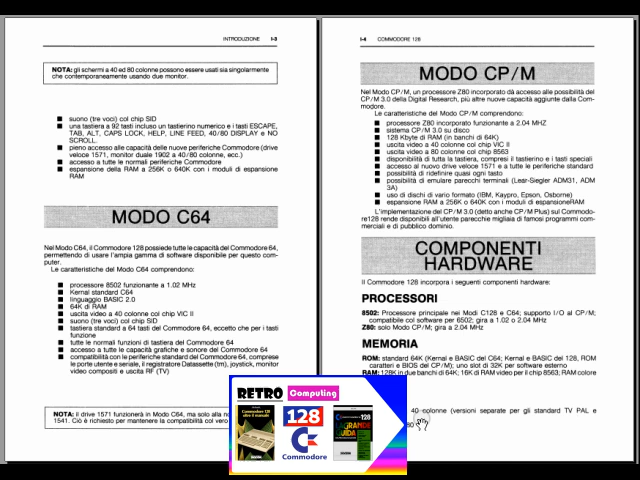 INTRODUZIONE I-3
NOTA: gli schermi a 40 ed 80 colonne possono essere usati sia singolarmente
che contemporaneamente usando due monitor.
suono (tre voci) col chip SID
una tastiera a 92 tasti incluso un tastierino numerico e i tasti ESCAPE,
TAB, ALT, CAPS LOCK, HELP, LINE FEED, 40/80 DISPLAY e NO
SCROLL.
pieno accesso alle capacità delle nuove periferiche Commodore (drive
veloce 1571, monitor duale 1902 a 40/80 colonne, ecc.)
accesso a tutte le normali periferiche Commodore
espansione della RAM a 256K o 640K con i moduli di espansione
RAM
MODO C64
Nel Modo C64, il Commodore 128 possiede tutte le capacità del Commodore 64,
permettendo di usare l'ampia gamma di software disponibile per questo com-
puter.
Le caratteristiche del Modo C64 comprendono:
processore 8502 funzionante a 1.02 MHz
Kernal standard C64
linguaggio BASIC 2.0
64K di RAM
uscita video a 40 colonne col chip VIC II
suono (tre voci) col chip SID
tastiera standard a 64 tasti del Commodore 64, eccetto che per i tasti
funzione
tutte le normali funzioni di tastiera del Commodore 64
accesso a tutte le capacità grafiche e sonore del Commodore 64
compatibilità con le periferiche standard del Commodore 64, comprese
le porte utente e seriale, il registratore Datassette (tm), joystick, monitor
video compositi e uscita RF (TV)
NOTA: il drive 1571 funzionerà in Modo C64, ma solo alla no
1541. Ciò è richiesto per mantenere la compatibilità col vero
I-4 COMMODORE 128
MODO CP/M
Nel Modo CP/M, un processore Z80 incorporato dà accesso alle possibilità del
CP/M 3.0 della Digital Research, più altre nuove capacità aggiunte dalla Com-
modore.
Le caratteristiche del Modo CP/M comprendono:
processore Z80 incorporato funzionante a 2.04 MHZ
sistema CP/M 3.0 su disco
128 Kbyte di RAM (in banchi di 64K)
uscita video a 40 colonne col chip VIC II
uscita video a 80 colonne col chip 8563
disponibilità di tutta la tastiera, compresi il tastierino e i tasti speciali
accesso al nuovo drive veloce 1571 e a tutte le periferiche standard
possibilità di ridefinire quasi ogni tasto
possibilità di emulare parecchi terminali (Lear-Siegler ADM31, ADM
3A)
uso di dischi di vario formato (IBM, Kaypro, Epson, Osborne)
espansione RAM a 256K o 640K con i moduli di espansioneRAM
L'implementazione del CP/M 3.0 (detto anche CP/M Plus) sul Commodo-
re128 rende disponibili all'utente parecchie migliaia di famosi programmi com-
merciali e di pubblico dominio.
COMPONENTI
HARDWARE
Il Commodore 128 incorpora i seguenti componenti hardware:
PROCESSORI
8502: Processore principale nei Modi C128 e C64; supporto I/O al CP/M;
compatibile col software per 6502; gira a 1.02 o 2.04 MHZ
Z80: solo Modo CP/M; gira a 2.04 MHZ
MEMORIA
ROM: standard 64K (Kernal e BASIC del C64; Kernal e BASIC del 128, ROM
caratteri e BIOS del CP/M); uno slot di 32K per software esterno
RAM: 128K in due banchi di 64K; 16K di RAM video per il chip 8563; RAM colore
40 colonne (versioni separate per gli standard TV PAL e
80
RETRO Computing
Commodore 128
oltre il manuale
128
Commodore
128
LA GRANDE
GUIDA